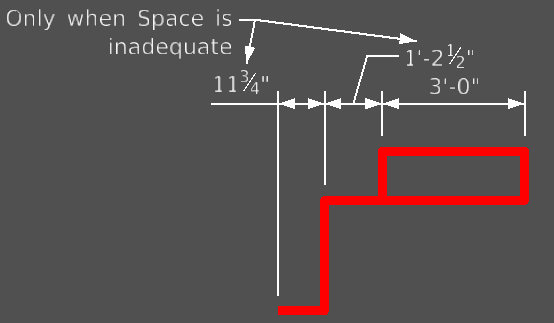 Only when Space is
inadequate
1'-2½"
11¾"
3'-0"